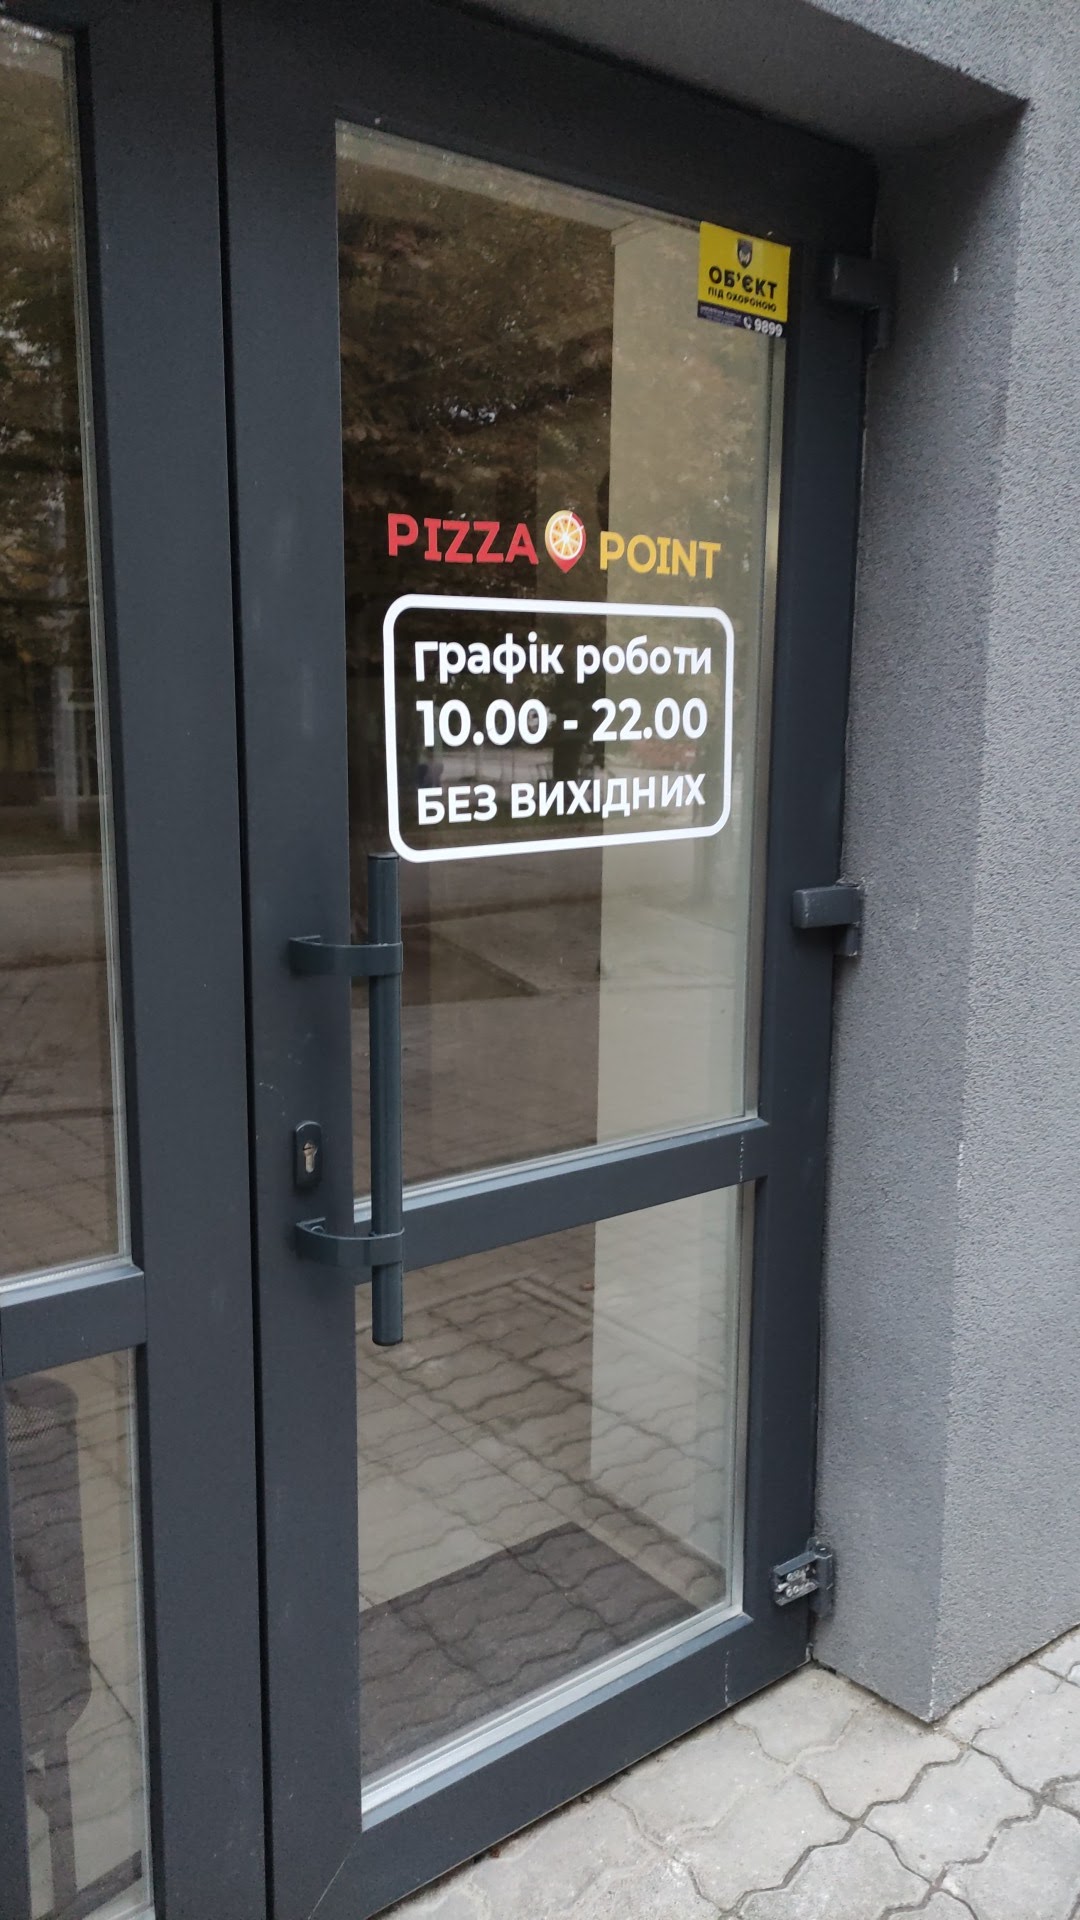 ОБ'ЄКТ
ПІД ОХОРОНОЮ
9899
PIZZA POINT
графік роботи
10.00 - 22.00
БЕЗ ВИХІДНИХ